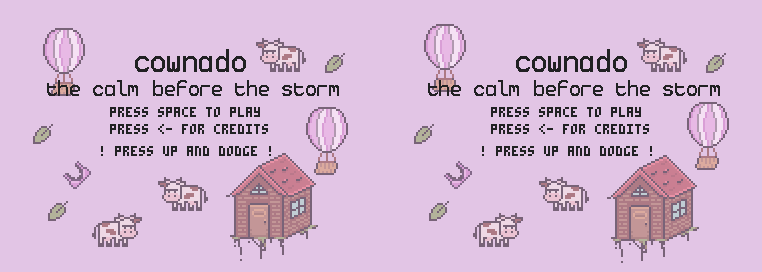 cownado
the calm before the storm
PRESS SPACE TO PLAY
PRESS <- FOR CREDITS
! PRESS UP AND DODGE !
cownado
the calm before the storm
PRESS SPACE TO PLAY
PRESS <- FOR CREDITS
! PRESS UP AND DODGE !